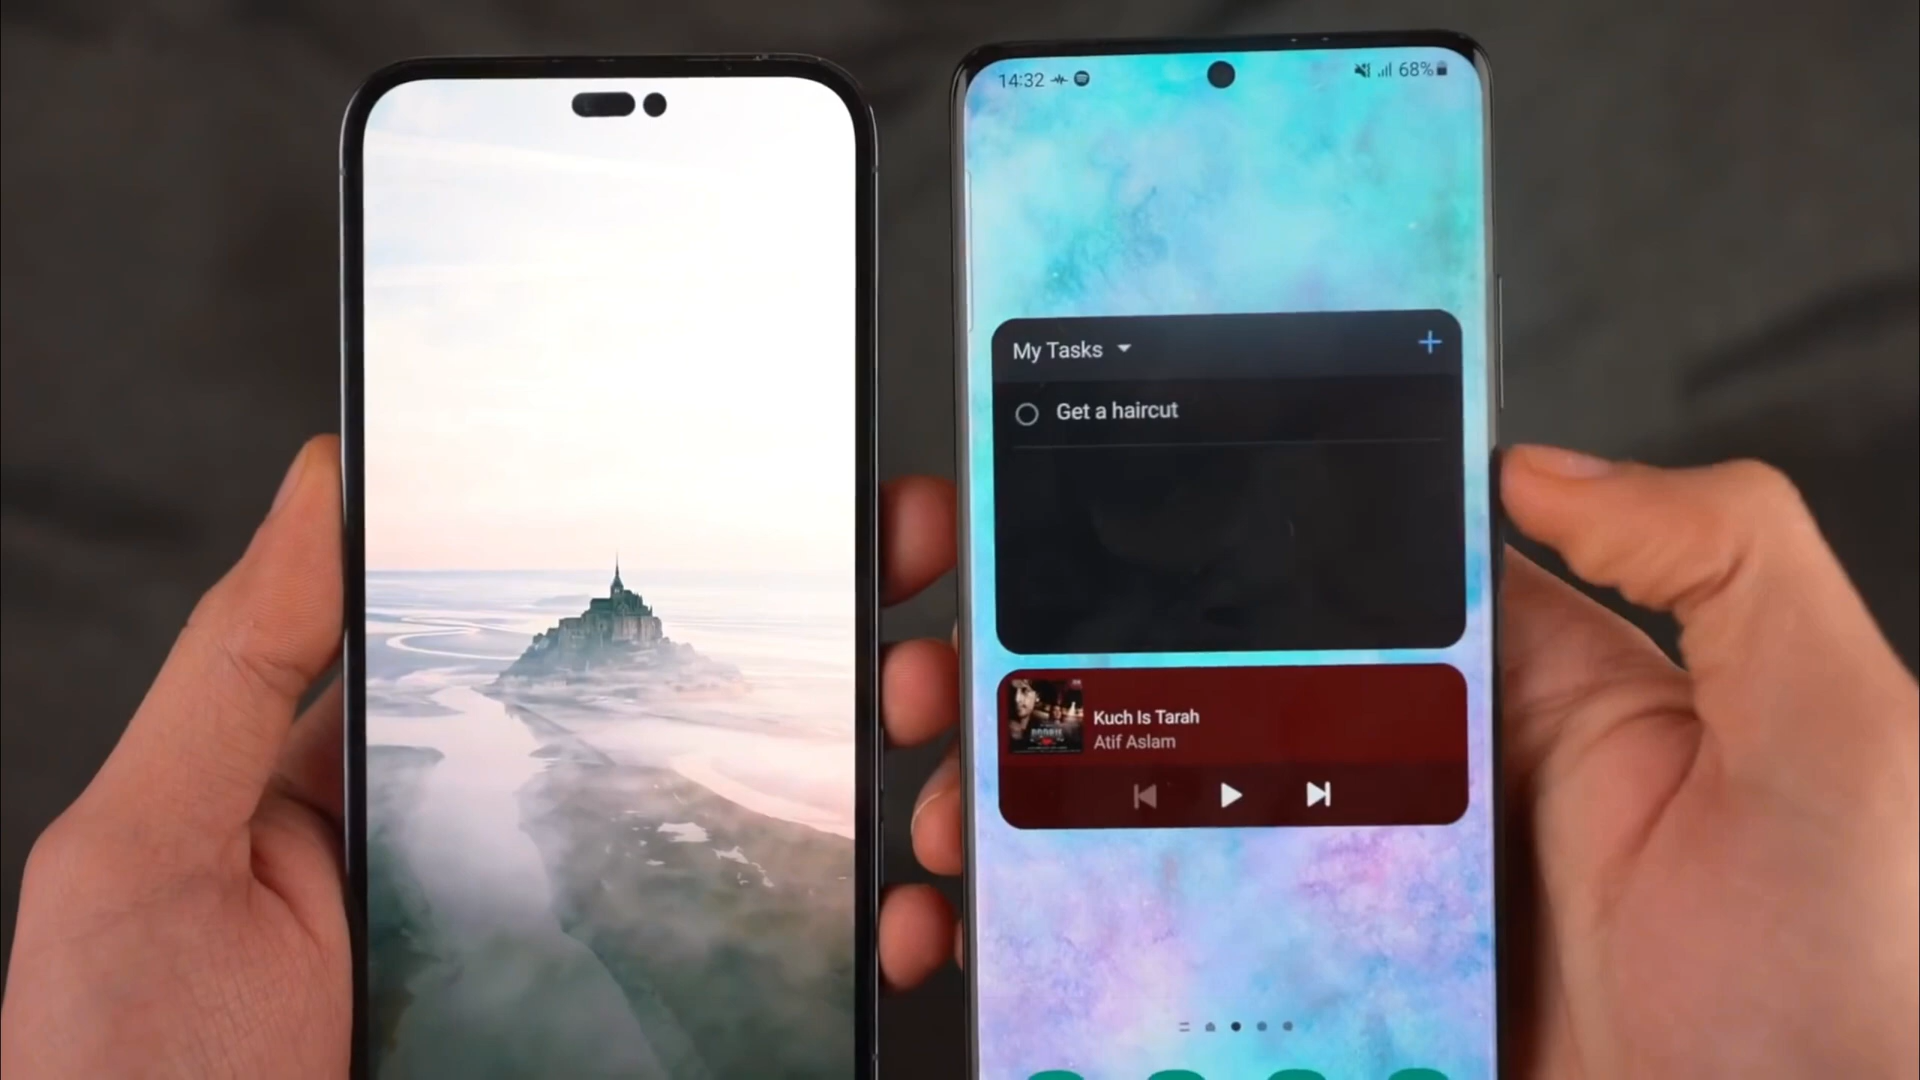 14:32
68%
My Tasks
Get a haircut
Kuch Is Tarah
Atif Aslam